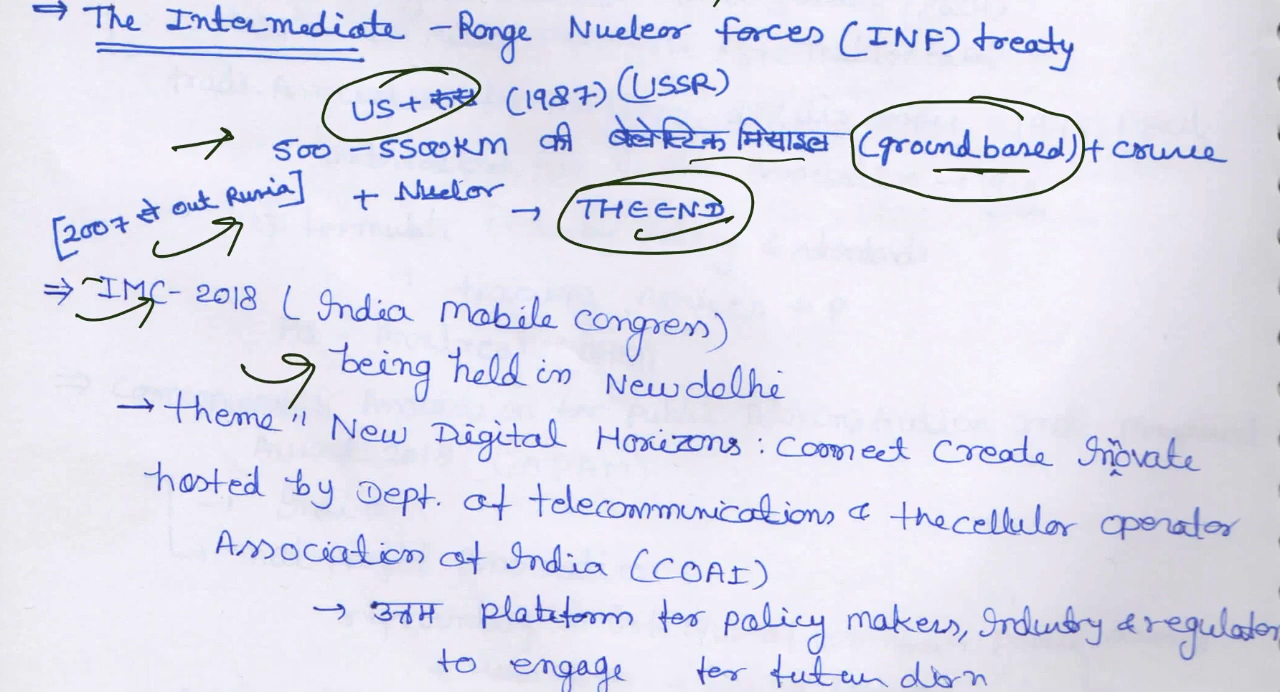 ⇒ The Intermediate - Range Nuclear forces (INF) treaty
US + रूस (1987) (USSR)
→ 500 - 5500KM की बेलेस्टिक मिसाइल (ground based) + cruise
[2007 से out Russia] + Nuclear → THE END
⇒ IMC - 2018 (India Mobile congress)
being held in New delhi
→ theme " New Digital Horizons : Connect Create Inovate
hosted by Dept. of telecommunications & the cellular operator
Association of India (COAI)
→ उत्तम platform for policy makers, Industry & regulator
to engage for future